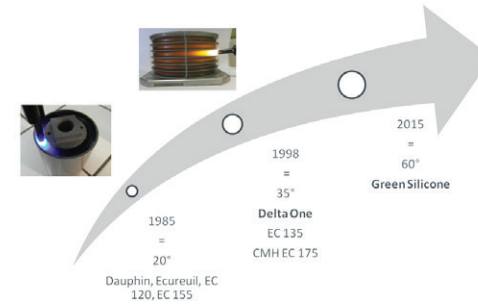 1985
=
20°
Dauphin, Ecureuil, EC
120, EC 155
1998
=
35°
Delta One
EC 135
CMH EC 175
2015
=
60°
Green Silicone